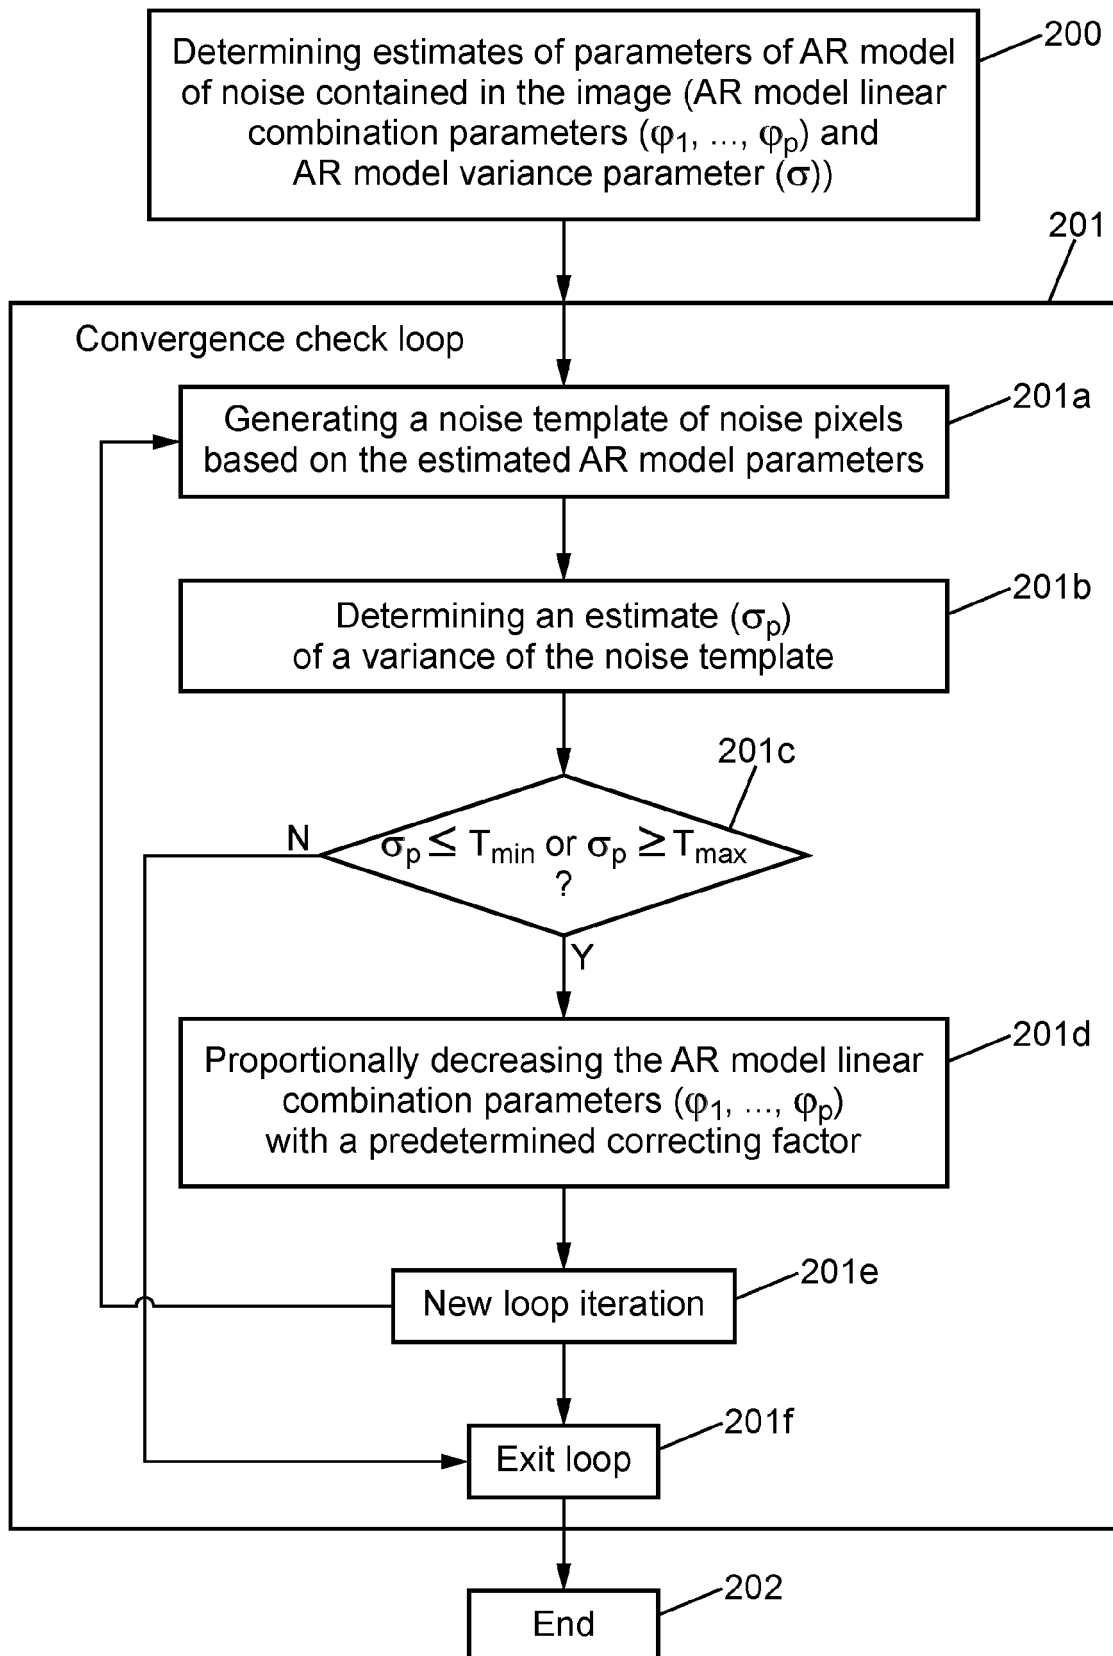 Determining estimates of parameters of AR model
of noise contained in the image (AR model linear
combination parameters (φ₁, ..., φₚ) and
AR model variance parameter (σ))
200
201
Convergence check loop
Generating a noise template of noise pixels
based on the estimated AR model parameters
201a
Determining an estimate (σₚ)
of a variance of the noise template
201b
201c
σₚ ≤ Tmin or σₚ ≥ Tmax
?
N
Y
Proportionally decreasing the AR model linear
combination parameters (φ₁, ..., φₚ)
with a predetermined correcting factor
201d
New loop iteration
201e
Exit loop
201f
End
202